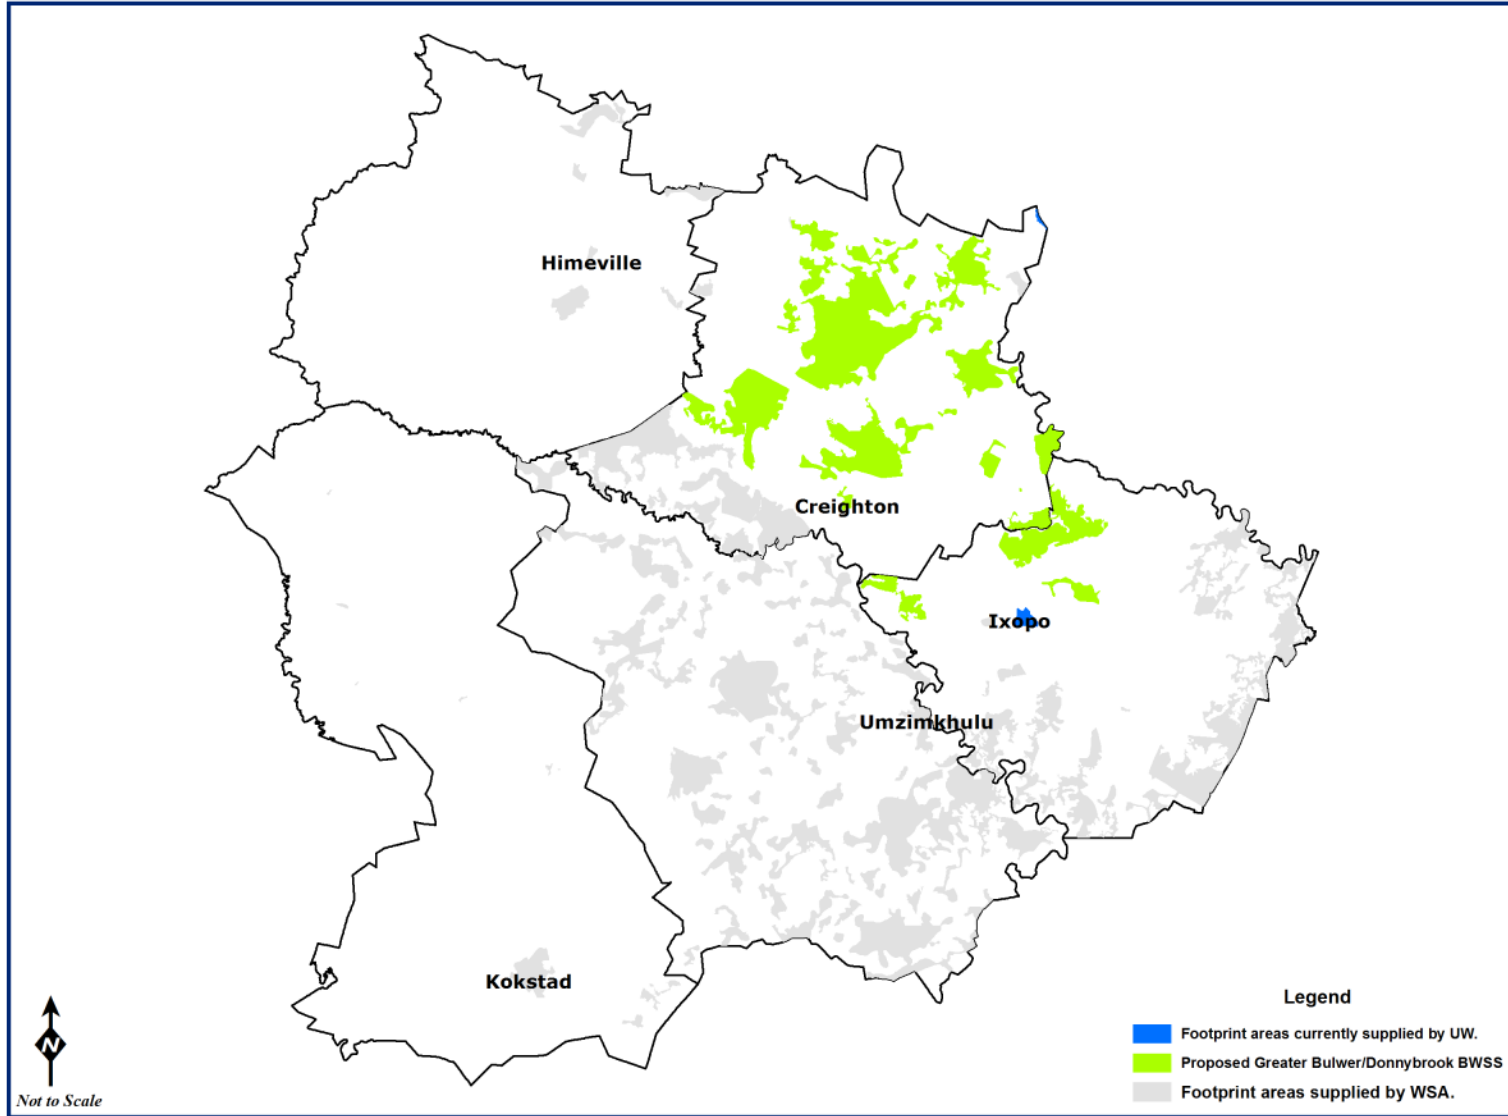 Himeville
Creighton
Ixopo
Umzimkhulu
Kokstad
N
Not to Scale
Legend
Footprint areas currently supplied by UW.
Proposed Greater Bulwer/Donnybrook BWSS
Footprint areas supplied by WSA.